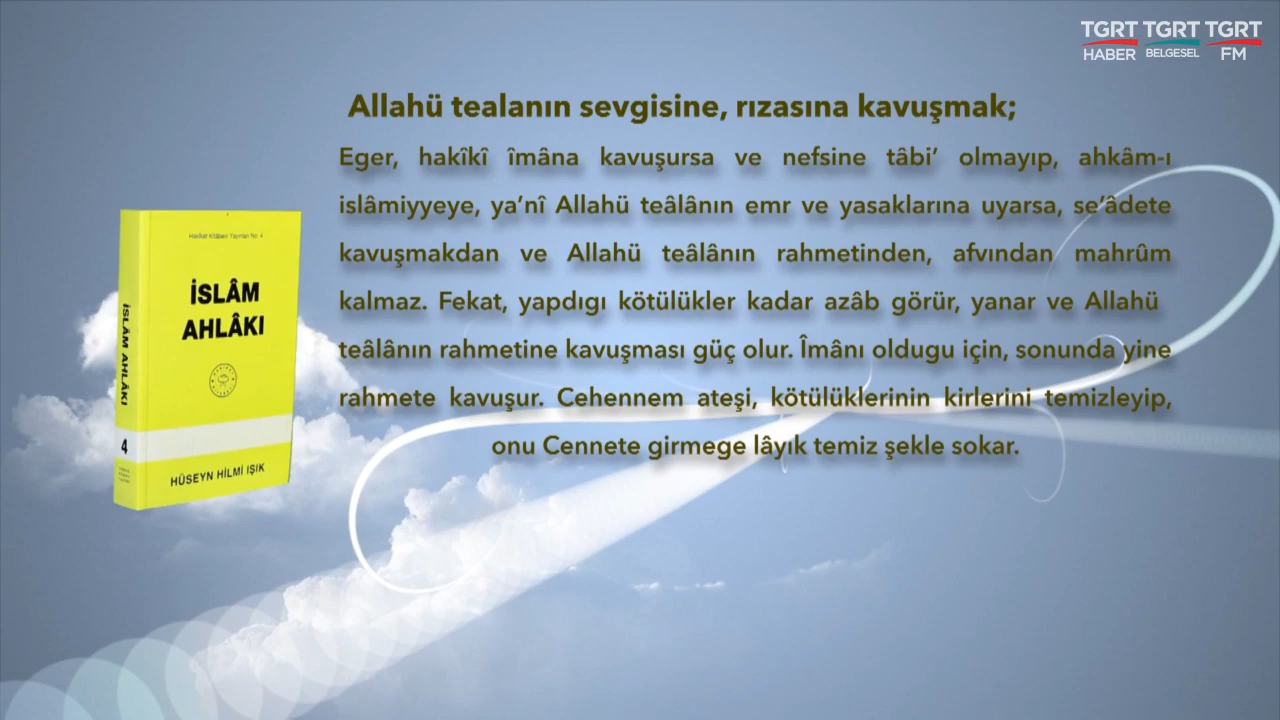 TGRT TGRT TGRT
HABER BELGESEL FM
Allahü tealanın sevgisine, rızasına kavuşmak;
Eger, hakîkî îmâna kavuşursa ve nefsine tâbi’ olmayıp, ahkâm-ı
islâmiyyeye, ya’nî Allahü teâlânın emr ve yasaklarına uyarsa, se’âdete
kavuşmakdan ve Allahü teâlânın rahmetinden, afvından mahrûm
kalmaz. Fekat, yapdıgı kötülükler kadar azâb görür, yanar ve Allahü
teâlânın rahmetine kavuşması güç olur. Îmânı oldugu için, sonunda yine
rahmete kavuşur. Cehennem ateşi, kötülüklerinin kirlerini temizleyip,
onu Cennete girmege lâyık temiz şekle sokar.
Hakîkat Kitâbevi Yayınları No: 4
İSLÂM
AHLÂKI
HÜSEYN HİLMİ IŞIK
İSLÂM AHLÂKI
4